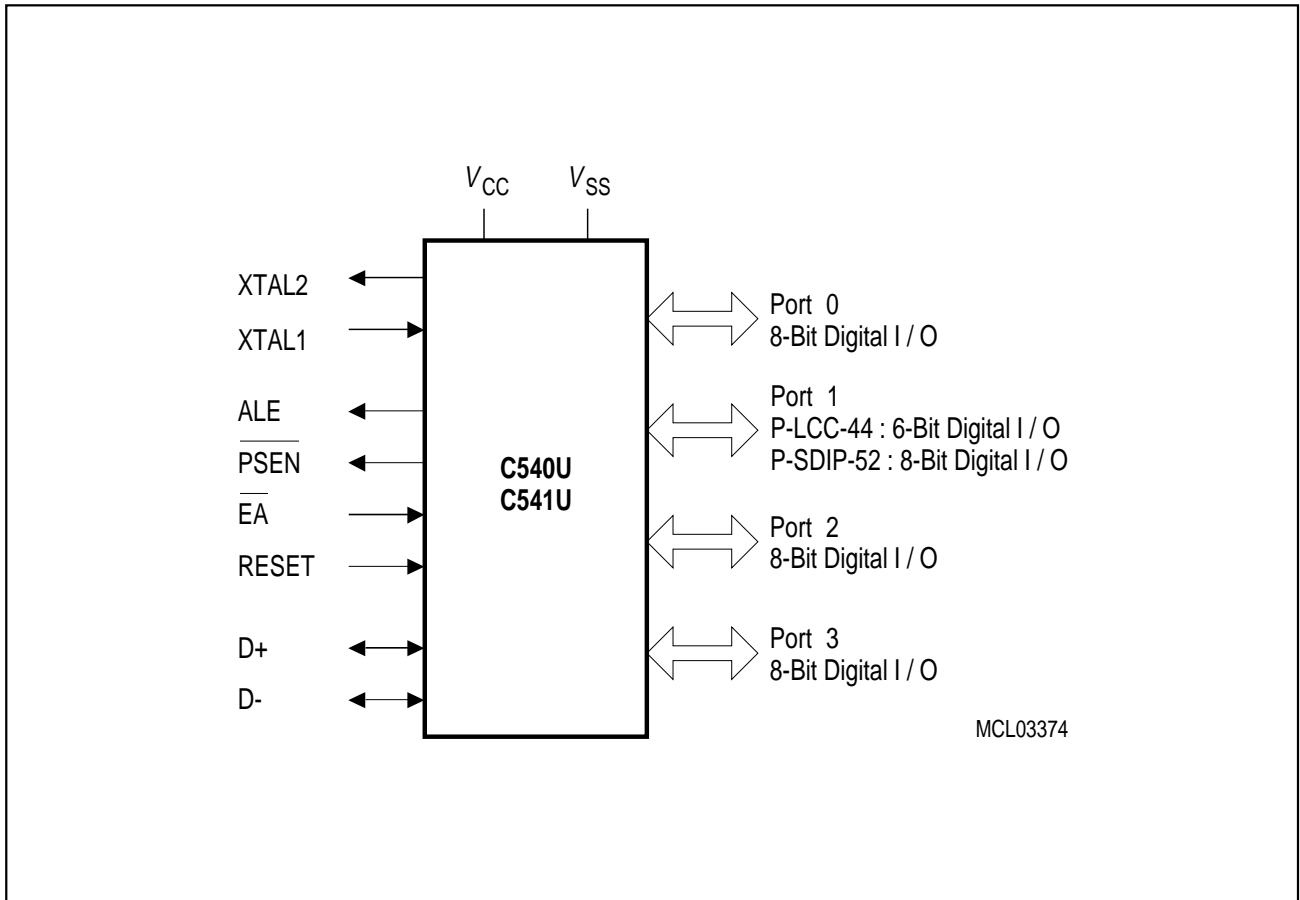 VCC VSS
XTAL2
XTAL1
ALE
PSEN
EA
RESET
D+
D-
C540U
C541U
Port 0
8-Bit Digital I / O
Port 1
P-LCC-44 : 6-Bit Digital I / O
P-SDIP-52 : 8-Bit Digital I / O
Port 2
8-Bit Digital I / O
Port 3
8-Bit Digital I / O
MCL03374